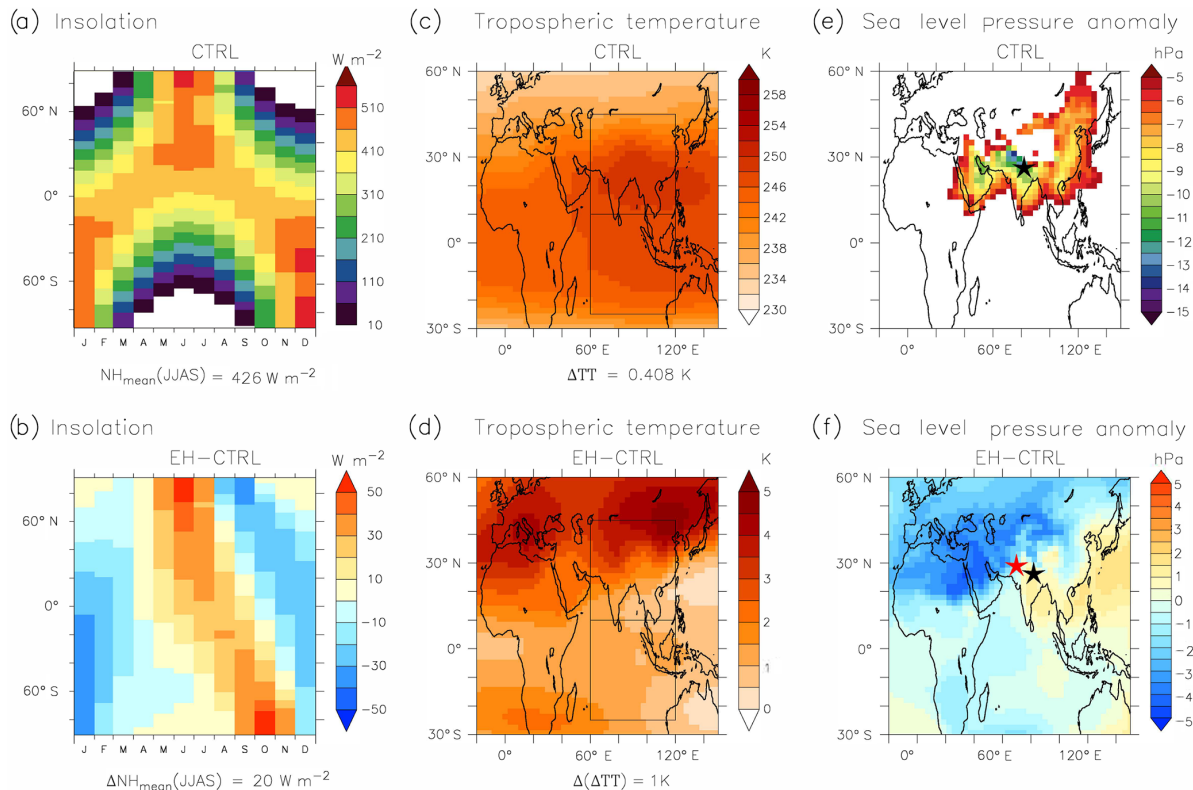 (a) Insolation
CTRL
W m−2
60° N
0°
60° S
510
410
310
210
110
10
J F M A M J J A S O N D
NHmean(JJAS) = 426 W m−2
(c) Tropospheric temperature
CTRL
K
60° N
30° N
0°
30° S
258
254
250
246
242
238
234
230
0° 60° E 120° E
ΔTT = 0.408 K
(e) Sea level pressure anomaly
CTRL
hPa
60° N
30° N
0°
30° S
−5
−5
−6
−7
−8
−9
−10
−11
−12
−13
−14
−15
0° 60° E 120° E
(b) Insolation
EH−CTRL
W m−2
60° N
0°
60° S
50
30
10
−10
−30
−50
J F M A M J J A S O N D
ΔNHmean(JJAS) = 20 W m−2
(d) Tropospheric temperature
EH−CTRL
K
60° N
30° N
0°
30° S
5
4
3
2
1
0
0° 60° E 120° E
Δ(ΔTT) = 1K
(f) Sea level pressure anomaly
EH−CTRL
hPa
60° N
30° N
0°
30° S
5
4
3
2
1
0
−1
−2
−3
−4
−5
0° 60° E 120° E